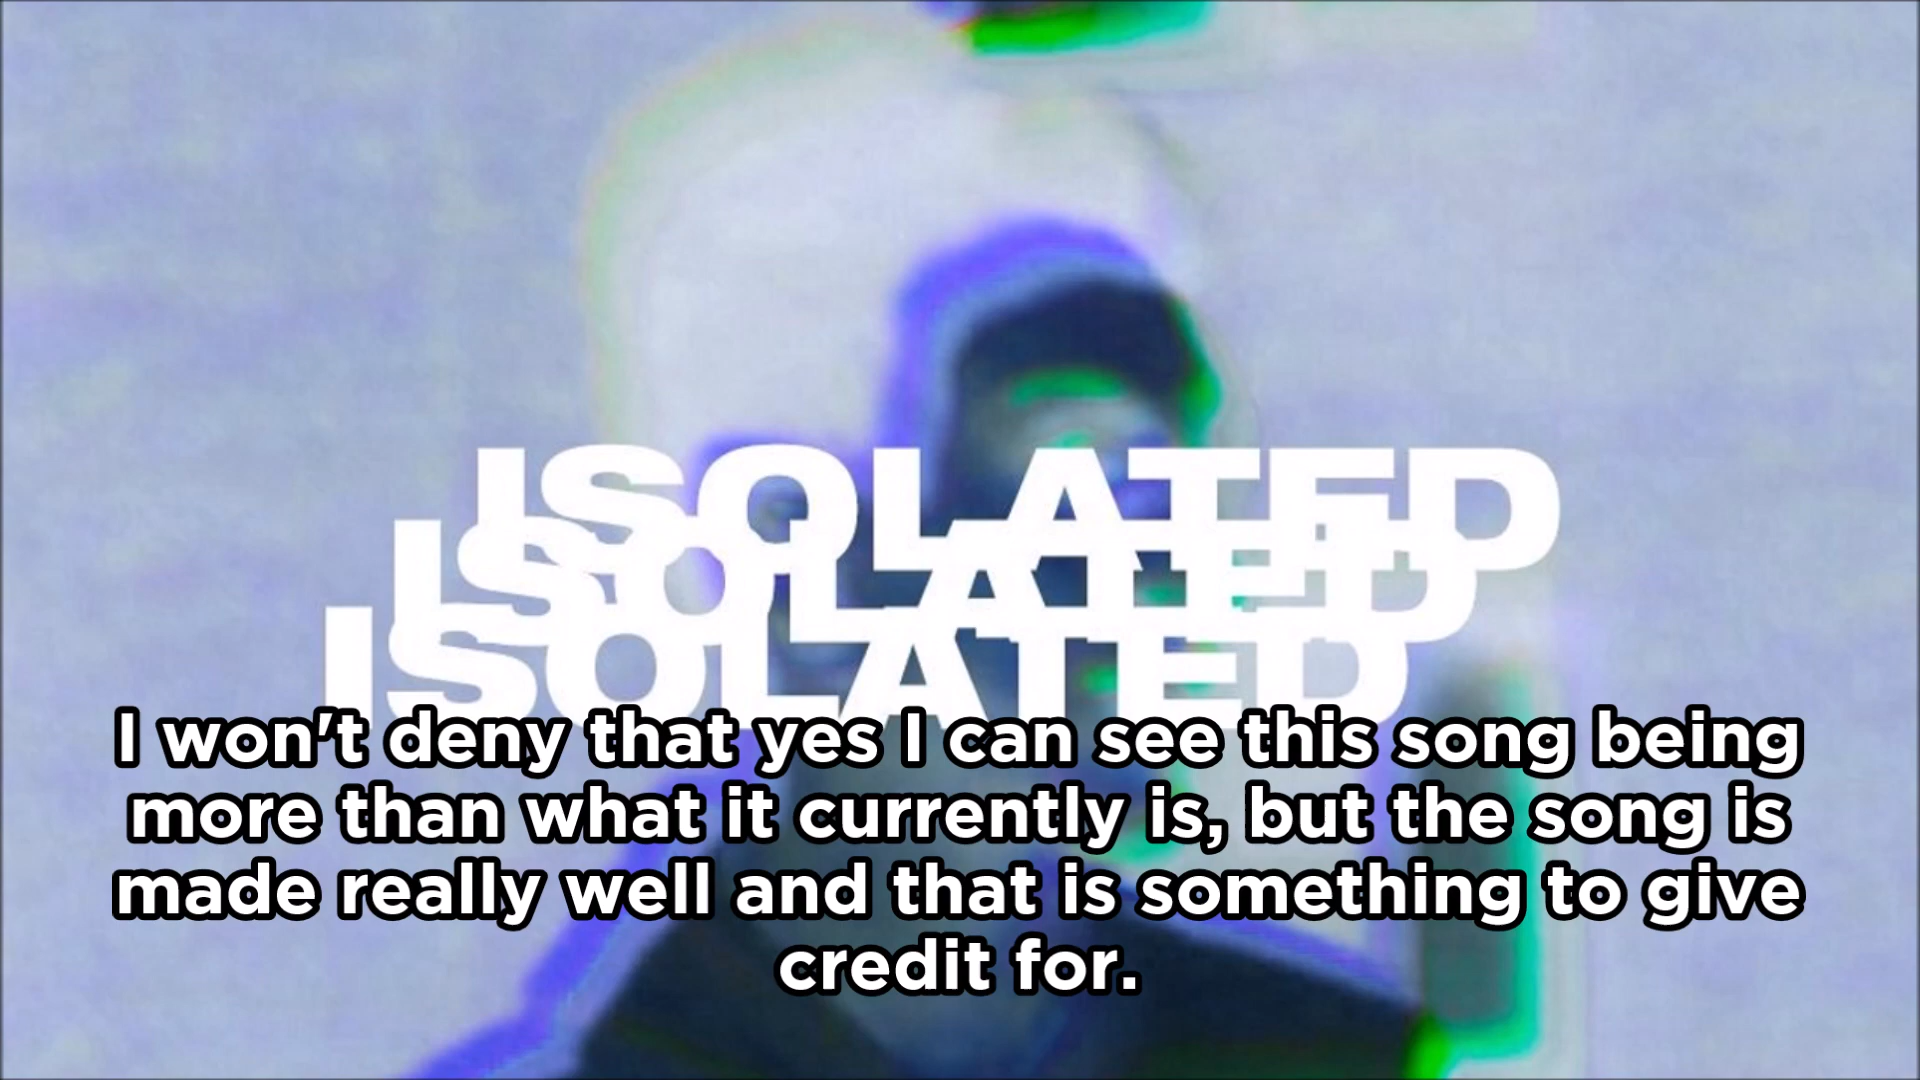 ISOLATED
ISOLATED
ISOLATED
I won't deny that yes I can see this song being
more than what it currently is, but the song is
made really well and that is something to give
credit for.